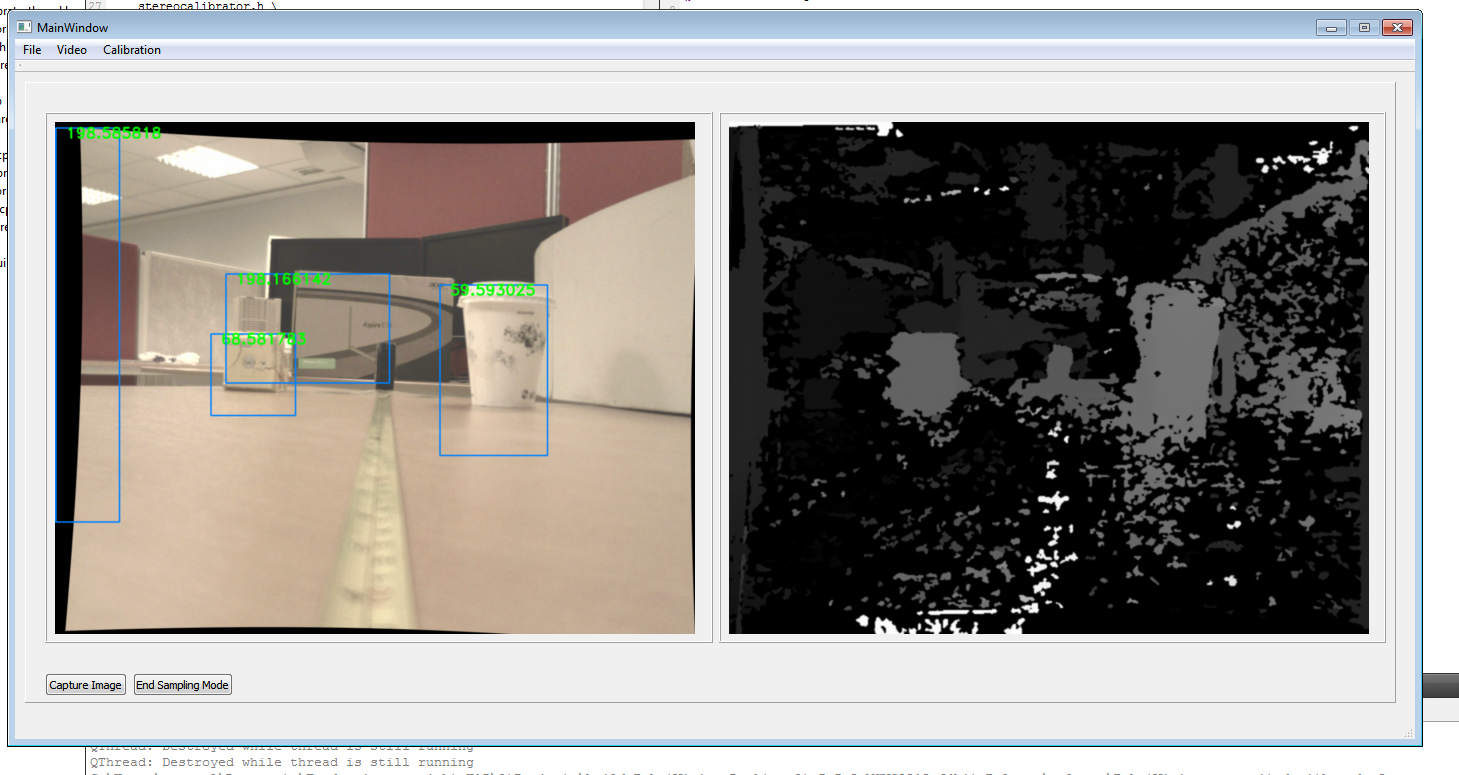 27
stereocalibrator.h \
MainWindow
File Video Calibration
198.585818
198.166142
59.593025
68.581783
Capture Image End Sampling Mode
QThread: Destroyed while thread is still running
QThread: Destroyed while thread is still running